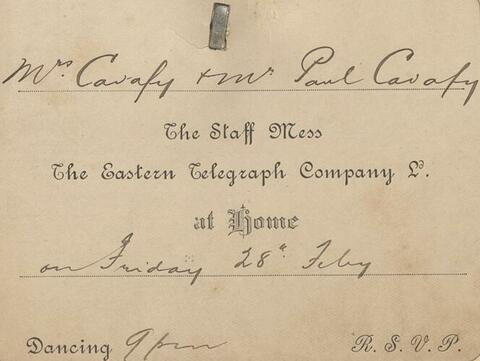 Mrs Cavafy & Mr Paul Cavafy
The Staff Mess
The Eastern Telegraph Company Ld.
at Home
on Friday 28th Feby
Dancing 9 pm R. S. V. P.